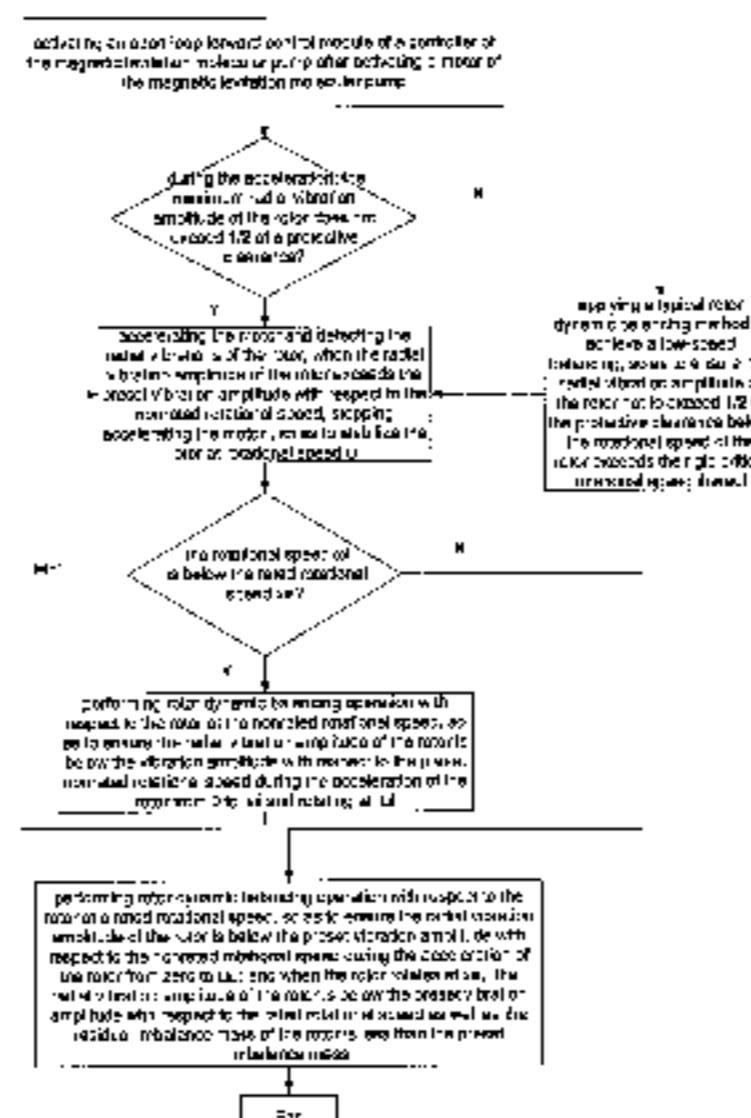 activating an open loop forward control module of a controller of
the magnetic levitation molecular pump after activating a motor of
the magnetic levitation molecular pump
during the acceleration, the
maximum radial vibration
amplitude of the rotor does not
exceed 1/2 of a protective
clearance?
N
Y
accelerating the motor and detecting the
radial vibrations of the rotor, when the radial
vibration amplitude of the rotor exceeds the
preset vibration amplitude with respect to the
nonrated rotational speed, stopping
accelerating the motor, so as to stabilize the
rotor at rotational speed
applying a typical rotor
dynamic balancing method
achieve a low-speed
balancing, so as to ensure
radial vibration amplitude
the rotor not to exceed 1/2
the protective clearance
the rotational speed of the
rotor exceeds the rigid
rotational speed
the rotational speed
is below the rated rotational
speed
N
Y
performing rotor dynamic balancing operation with
respect to the rotor at the nonrated rotational speed, so
as to ensure the radial vibration amplitude of the rotor is
below the vibration amplitude with respect to the preset
nonrated rotational speed during the acceleration of the
rotor from 0 to and rotating at
performing rotor dynamic balancing operation with respect to the
rotor at a rated rotational speed, so as to ensure the radial vibration
amplitude of the rotor is below the preset vibration amplitude with
respect to the nonrated rotational speed during the acceleration of
the rotor from zero to and when the rotor rotates at the
radial vibration amplitude of the rotor is below the preset vibration
amplitude with respect to the rated rotational speed as well as the
residual imbalance mass of the rotor is less than the preset
imbalance mass
End